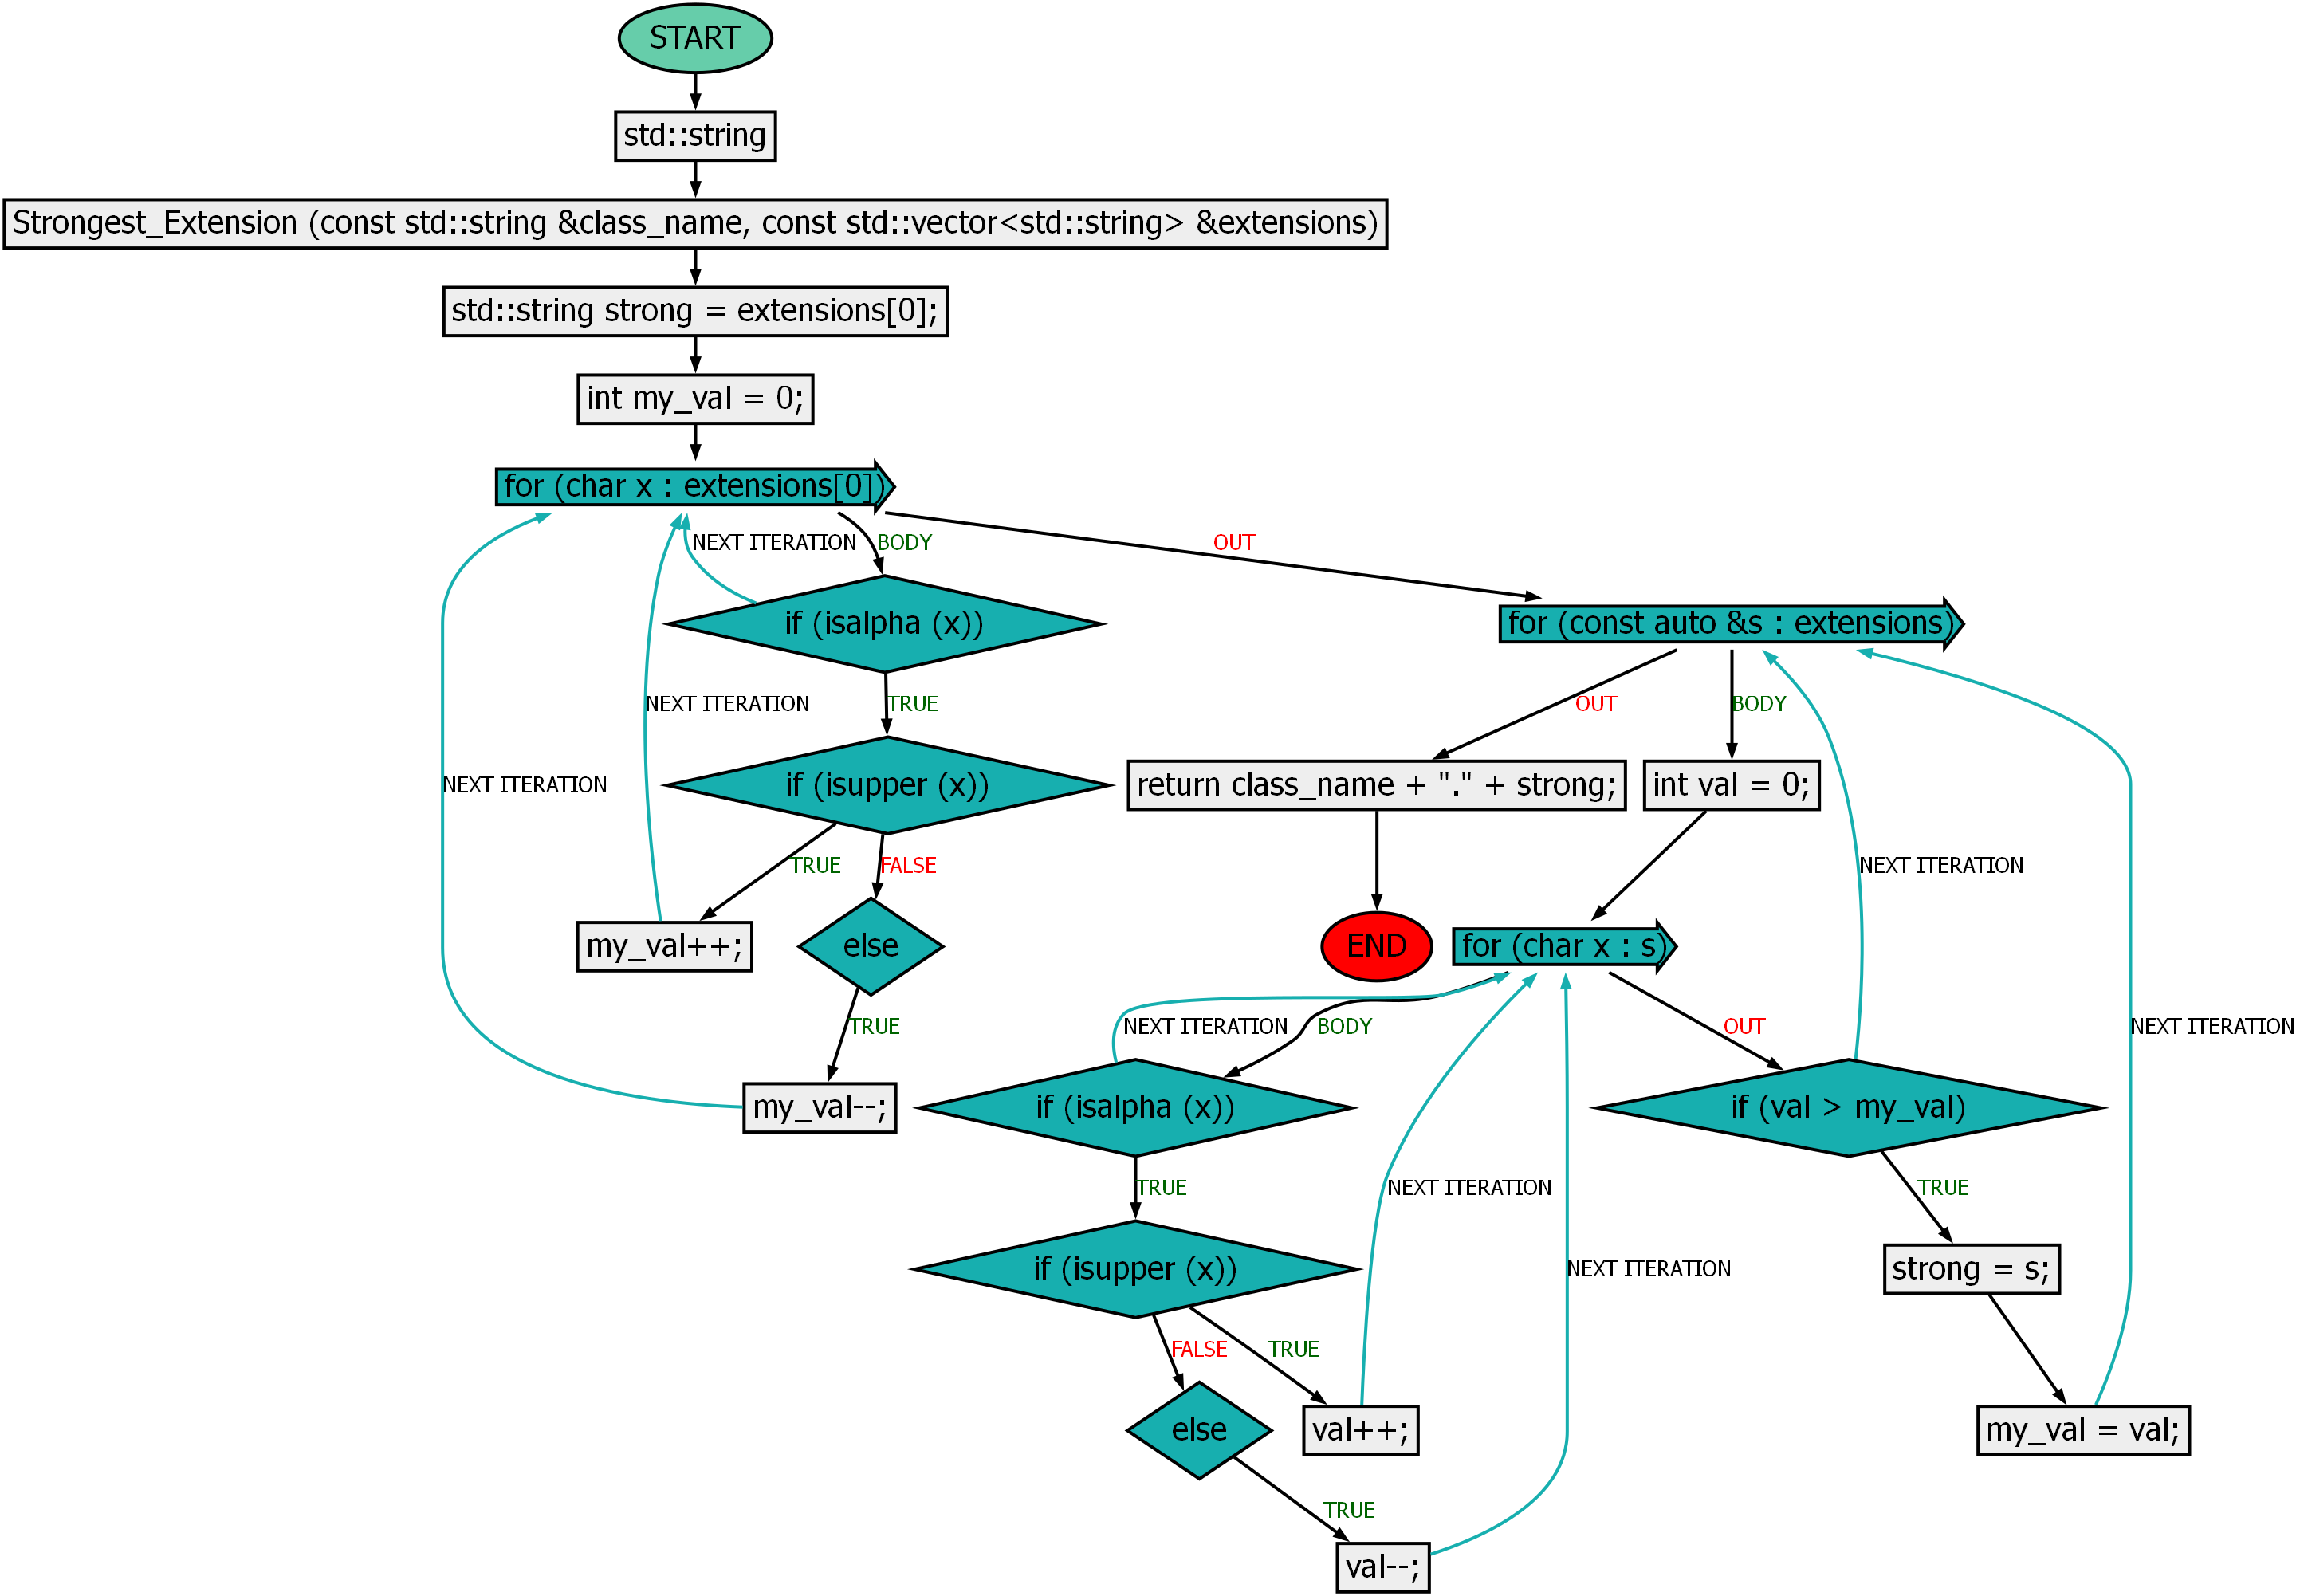 START
std::string
Strongest_Extension (const std::string &class_name, const std::vector<std::string> &extensions)
std::string strong = extensions[0];
int my_val = 0;
for (char x : extensions[0])
NEXT ITERATION
BODY
OUT
if (isalpha (x))
for (const auto &s : extensions)
NEXT ITERATION
TRUE
OUT
BODY
NEXT ITERATION
if (isupper (x))
return class_name + "." + strong;
int val = 0;
TRUE
FALSE
NEXT ITERATION
my_val++;
else
END
for (char x : s)
TRUE
NEXT ITERATION
BODY
OUT
NEXT ITERATION
my_val--;
if (isalpha (x))
if (val > my_val)
TRUE
NEXT ITERATION
TRUE
if (isupper (x))
NEXT ITERATION
strong = s;
FALSE
TRUE
else
val++;
my_val = val;
TRUE
val--;